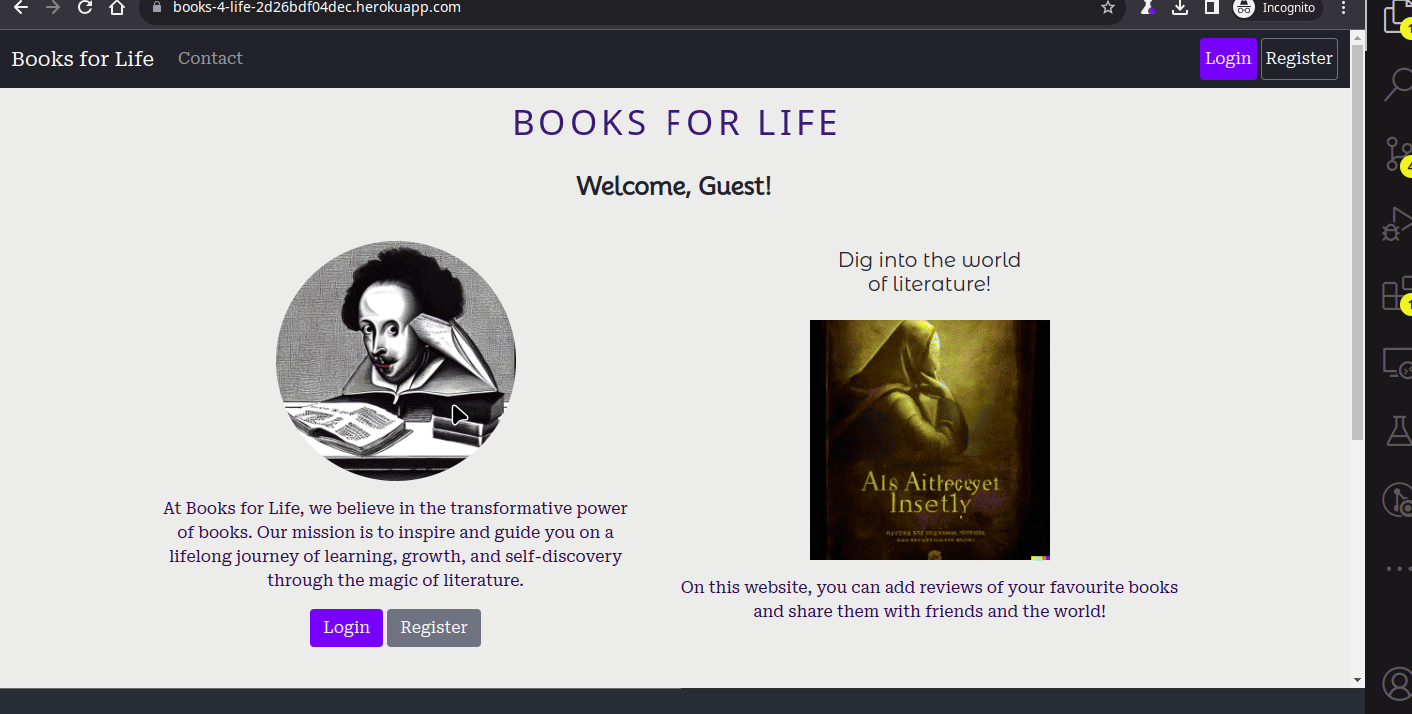 books-4-life-2d26bdf04dec.herokuapp.com
Incognito
Books for Life
Contact
Login
Register
BOOKS FOR LIFE
Welcome, Guest!
Dig into the world
of literature!
Als Aithecyet
Insetly
At Books for Life, we believe in the transformative power
of books. Our mission is to inspire and guide you on a
lifelong journey of learning, growth, and self-discovery
through the magic of literature.
Login
Register
On this website, you can add reviews of your favourite books
and share them with friends and the world!